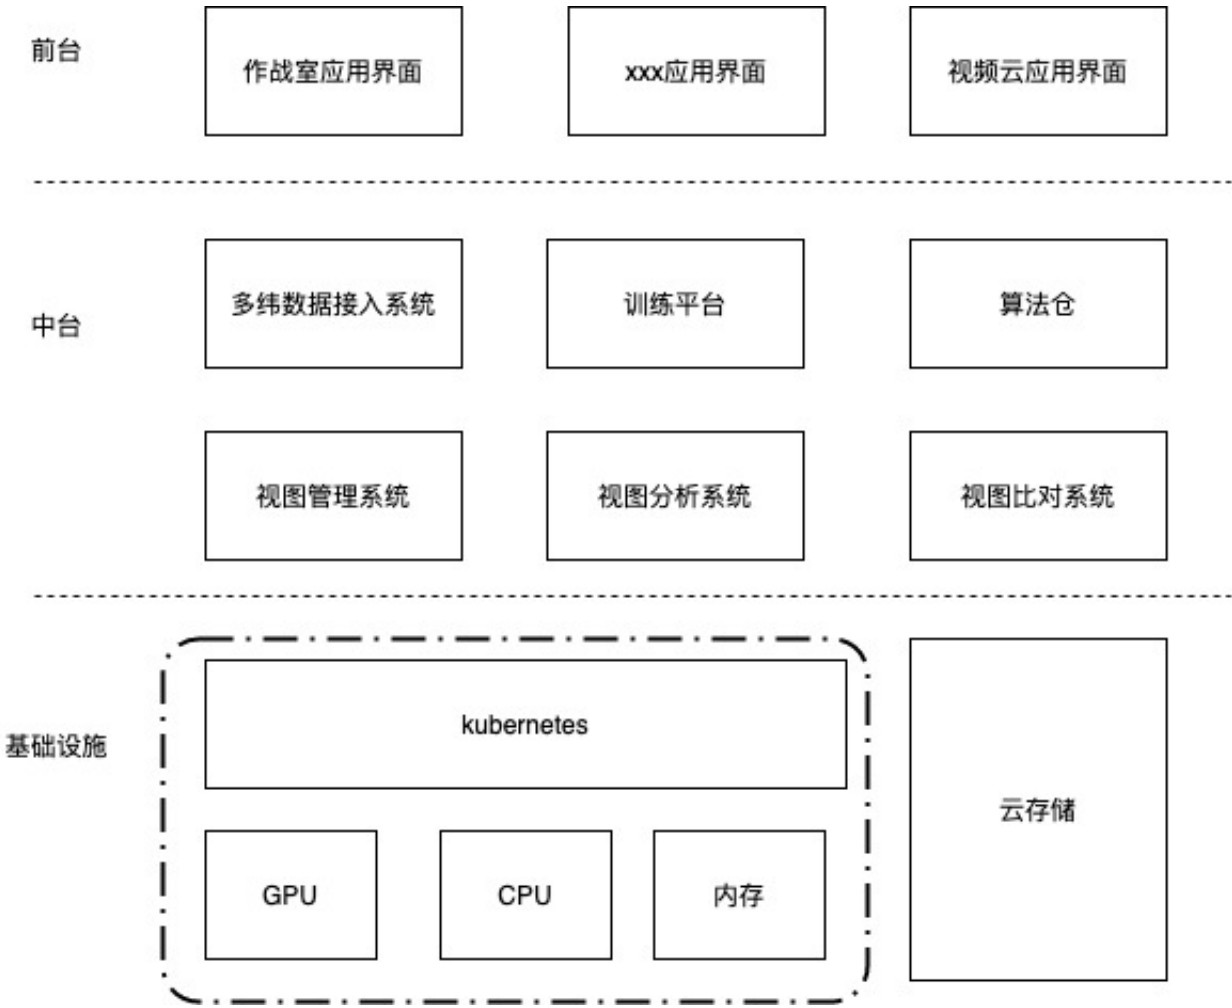 前台
作战室应用界面
xxx应用界面
视频云应用界面
中台
多纬数据接入系统
训练平台
算法仓
视图管理系统
视图分析系统
视图比对系统
基础设施
kubernetes
云存储
GPU
CPU
内存